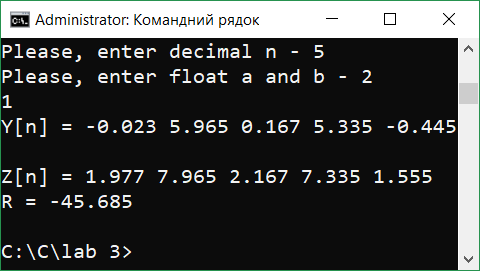 Administrator: Командний рядок
Please, enter decimal n - 5
Please, enter float a and b - 2
1
Y[n] = -0.023 5.965 0.167 5.335 -0.445
Z[n] = 1.977 7.965 2.167 7.335 1.555
R = -45.685
C:\C\lab 3>